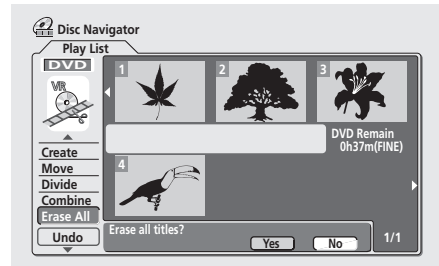 Disc Navigator
Play List
DVD
VR
1
2
3
DVD Remain
0h37m(FINE)
4
Create
Move
Divide
Combine
Erase All
Undo
Erase all titles?
Yes
No
1/1